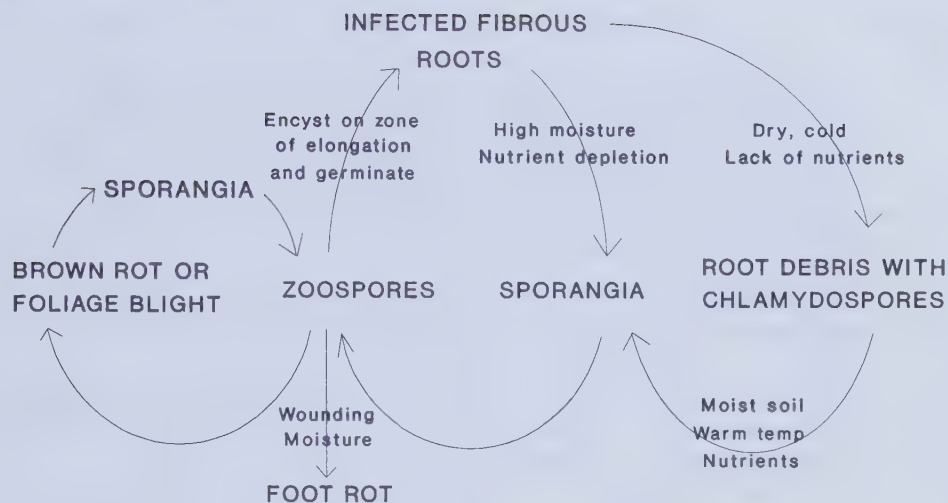 INFECTED FIBROUS
ROOTS
Encyst on zone
of elongation
and germinate
High moisture
Nutrient depletion
Dry, cold
Lack of nutrients
SPORANGIA
BROWN ROT OR
FOLIAGE BLIGHT
ZOOSPORES
SPORANGIA
ROOT DEBRIS WITH
CHLAMYDOSPORES
Wounding
Moisture
Moist soil
Warm temp
Nutrients
FOOT ROT